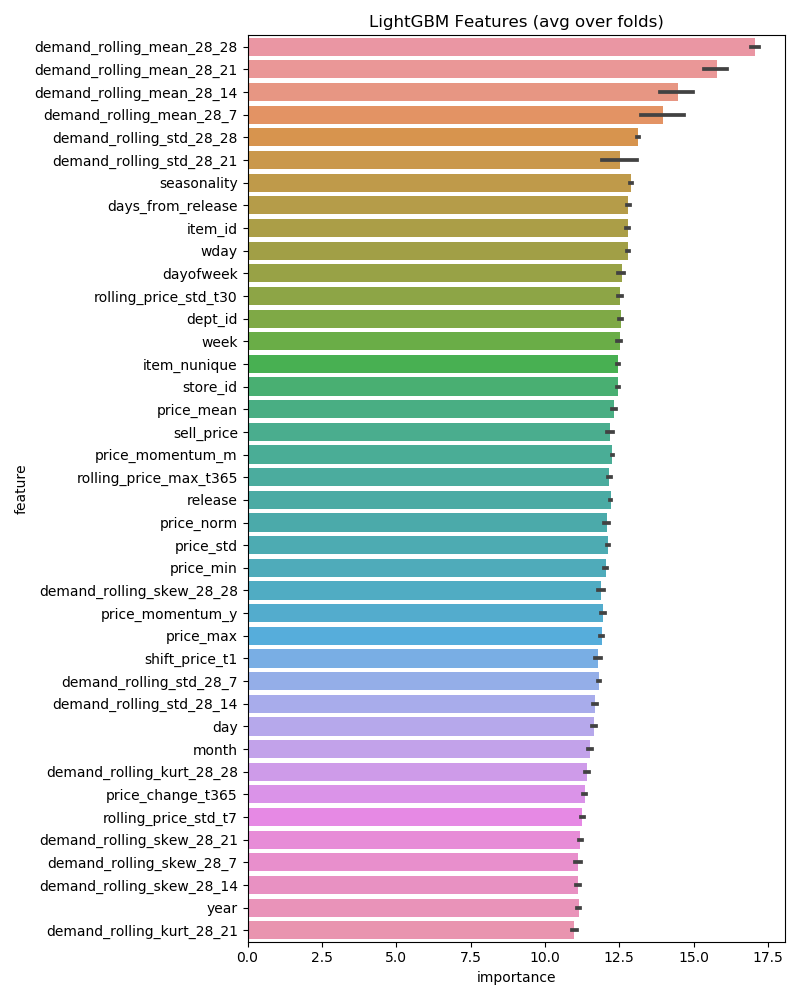 LightGBM Features (avg over folds)
demand_rolling_mean_28_28
demand_rolling_mean_28_21
demand_rolling_mean_28_14
demand_rolling_mean_28_7
demand_rolling_std_28_28
demand_rolling_std_28_21
seasonality
days_from_release
item_id
wday
dayofweek
rolling_price_std_t30
dept_id
week
item_nunique
store_id
price_mean
sell_price
price_momentum_m
rolling_price_max_t365
release
price_norm
price_std
price_min
demand_rolling_skew_28_28
price_momentum_y
price_max
shift_price_t1
demand_rolling_std_28_7
demand_rolling_std_28_14
day
month
demand_rolling_kurt_28_28
price_change_t365
rolling_price_std_t7
demand_rolling_skew_28_21
demand_rolling_skew_28_7
demand_rolling_skew_28_14
year
demand_rolling_kurt_28_21
feature
0.0 2.5 5.0 7.5 10.0 12.5 15.0 17.5
importance